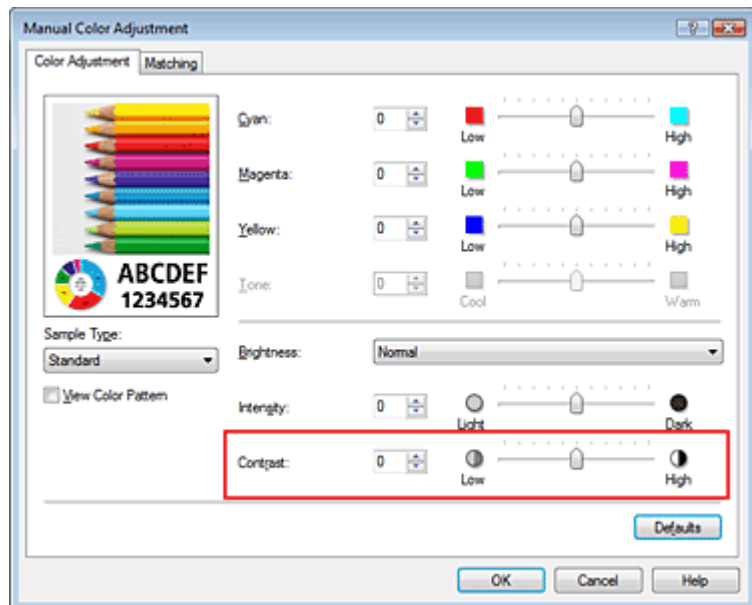 Manual Color Adjustment
Color Adjustment Matching
Cyan: 0 Low High
Magenta: 0 Low High
Yellow: 0 Low High
Tone: 0 Cool Warm
ABCDEF
1234567
Sample Type:
Standard
View Color Pattern
Brightness: Normal
Intensity: 0 Light Dark
Contrast: 0 Low High
Defaults
OK Cancel Help